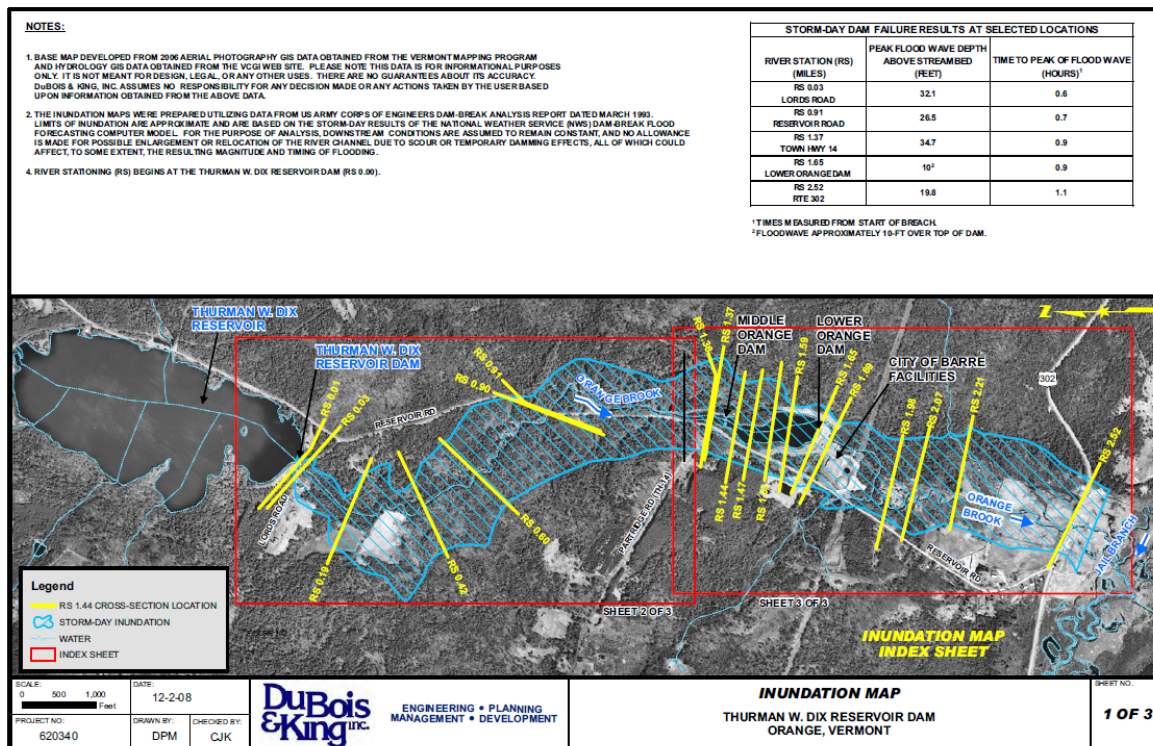 NOTES:
1. BASE MAP DEVELOPED FROM 2006 AERIAL PHOTOGRAPHY GIS DATA OBTAINED FROM THE VERMONT MAPPING PROGRAM
AND HYDROLOGY GIS DATA OBTAINED FROM THE VCGI WEB SITE. PLEASE NOTE THIS DATA IS FOR INFORMATIONAL PURPOSES
ONLY. IT IS NOT MEANT FOR DESIGN, LEGAL, OR ANY OTHER USES. THERE ARE NO GUARANTEES ABOUT ITS ACCURACY.
DuBOIS & KING, INC. ASSUMES NO RESPONSIBILITY FOR ANY DECISION MADE OR ANY ACTIONS TAKEN BY THE USER BASED
UPON INFORMATION OBTAINED FROM THE ABOVE DATA.
2. THE INUNDATION MAPS WERE PREPARED UTILIZING DATA FROM US ARMY CORPS OF ENGINEERS DAM-BREAK ANALYSIS REPORT DATED MARCH 1993.
LIMITS OF INUNDATION ARE APPROXIMATE AND ARE BASED ON THE STORM-DAY RESULTS OF THE NATIONAL WEATHER SERVICE (NWS) DAM-BREAK FLOOD
FORECASTING COMPUTER MODEL. FOR THE PURPOSE OF ANALYSIS, DOWNSTREAM CONDITIONS ARE ASSUMED TO REMAIN CONSTANT, AND NO ALLOWANCE
IS MADE FOR POSSIBLE ENLARGEMENT OR RELOCATION OF THE RIVER CHANNEL DUE TO SCOUR OR TEMPORARY DAMMING EFFECTS, ALL OF WHICH COULD
AFFECT, TO SOME EXTENT, THE RESULTING MAGNITUDE AND TIMING OF FLOODING.
4. RIVER STATIONING (RS) BEGINS AT THE THURMAN W. DIX RESERVOIR DAM (RS 0.00).
STORM-DAY DAM FAILURE RESULTS AT SELECTED LOCATIONS
RIVER STATION (RS)
(MILES)
PEAK FLOOD WAVE DEPTH
ABOVE STREAMBED
(FEET)
TIME TO PEAK OF FLOOD WAVE
(HOURS)¹
RS 0.03
LORDS ROAD
32.1
0.6
RS 0.91
RESERVOIR ROAD
26.5
0.7
RS 1.37
TOWN HWY 14
34.7
0.9
RS 1.65
LOWER ORANGE DAM
10²
0.9
RS 2.52
RTE 302
19.8
1.1
¹ TIMES MEASURED FROM START OF BREACH.
² FLOODWAVE APPROXIMATELY 10-FT OVER TOP OF DAM.
THURMAN W. DIX
RESERVOIR
THURMAN W. DIX
RESERVOIR DAM
RS 0.01
RS 0.03
LORDS ROAD
RESERVOIR RD
RS 0.19
RS 0.42
RS 0.60
RS 0.90
RS 0.91
ORANGE BROOK
PARTRIDGE RD
SHEET 2 OF 3
RS 1.36
RS 1.37
MIDDLE
ORANGE
DAM
RS 1.44
RS 1.47
RS 1.59
LOWER
ORANGE
DAM
RS 1.65
CITY OF BARRE
FACILITIES
RS 1.98
RS 2.07
RS 2.21
302
RS 2.52
ORANGE
BROOK
RESERVOIR RD
JAIL BRANCH
SHEET 3 OF 3
Z
INUNDATION MAP
INDEX SHEET
Legend
RS 1.44 CROSS-SECTION LOCATION
STORM-DAY INUNDATION
WATER
INDEX SHEET
SCALE:
0 500 1,000
Feet
DATE:
12-2-08
PROJECT NO:
620340
DRAWN BY:
DPM
CHECKED BY:
CJK
DuBois
&King inc.
ENGINEERING • PLANNING
MANAGEMENT • DEVELOPMENT
INUNDATION MAP
THURMAN W. DIX RESERVOIR DAM
ORANGE, VERMONT
SHEET NO.
1 OF 3